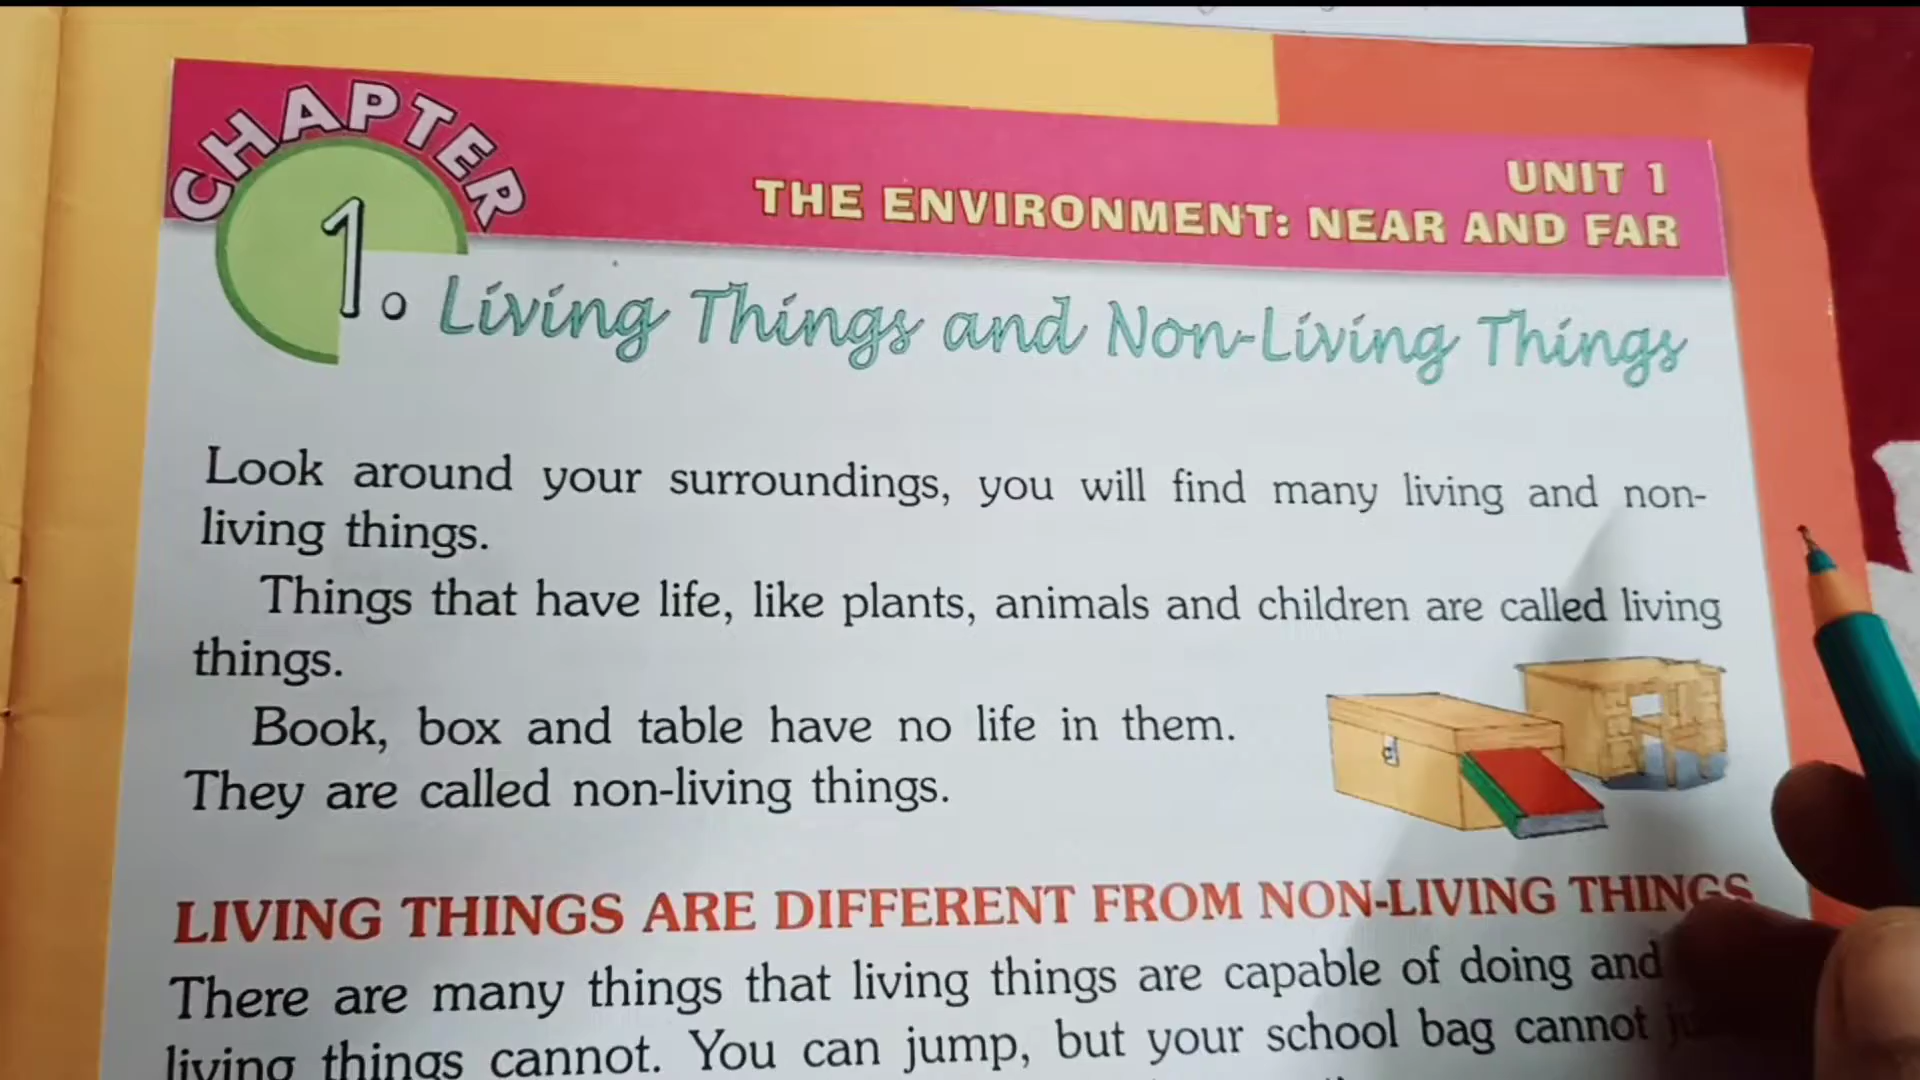 CHAPTER
1.
UNIT 1
THE ENVIRONMENT: NEAR AND FAR
Living Things and Non-Living Things
Look around your surroundings, you will find many living and non-
living things.
Things that have life, like plants, animals and children are called living
things.
Book, box and table have no life in them.
They are called non-living things.
LIVING THINGS ARE DIFFERENT FROM NON-LIVING THINGS
There are many things that living things are capable of doing and
living things cannot. You can jump, but your school bag cannot